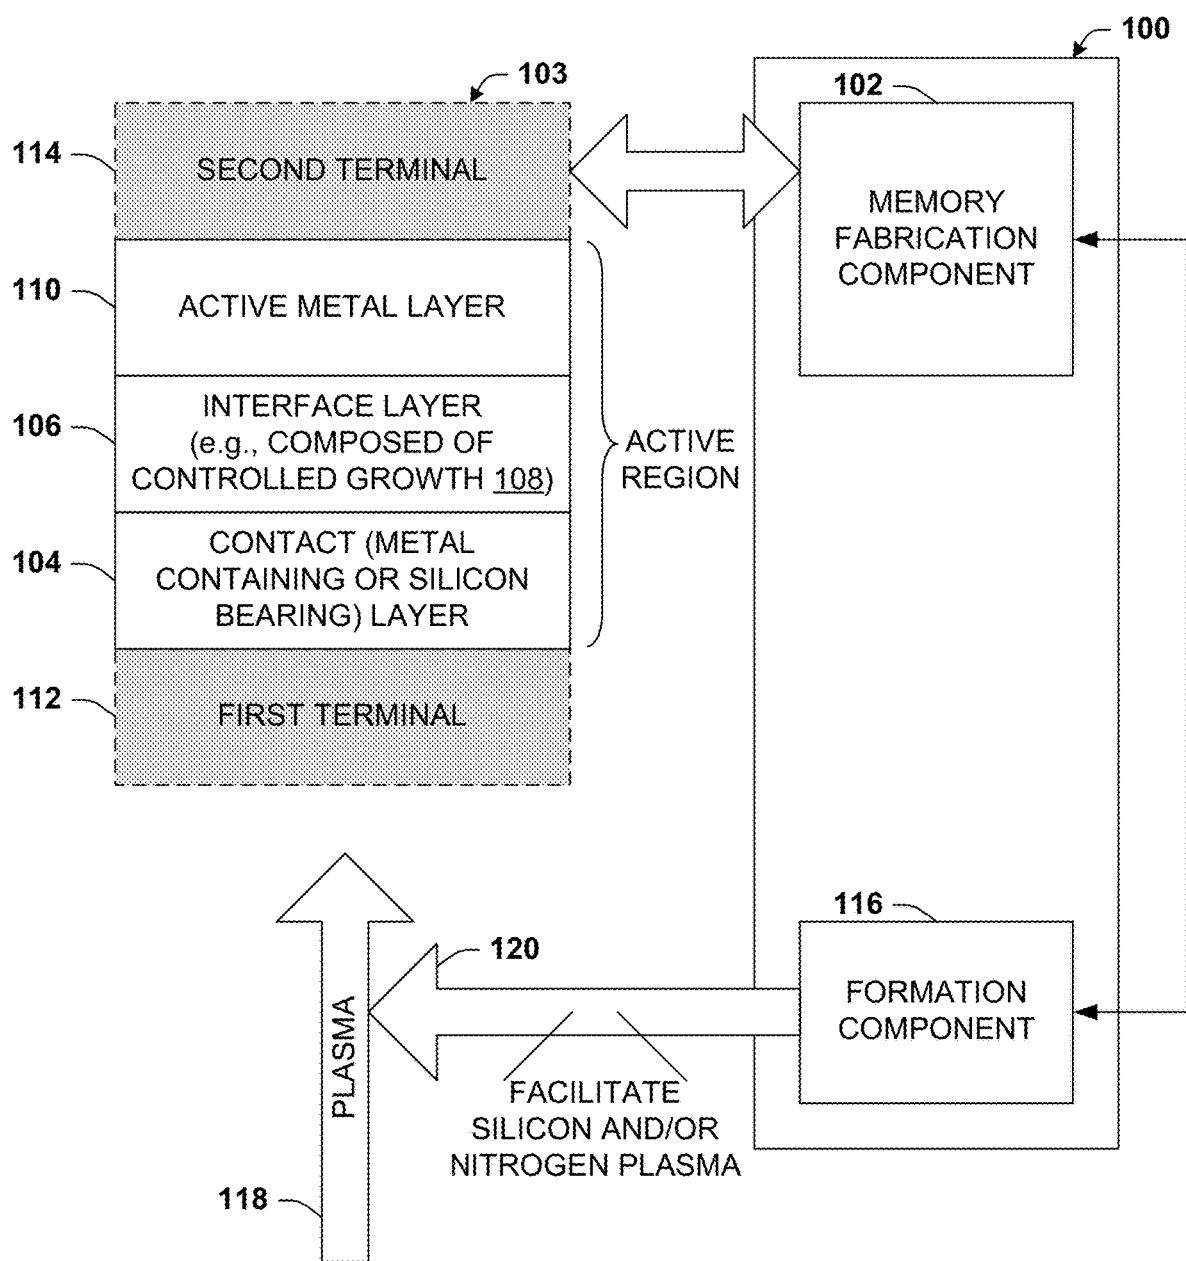 100
103
102
114
SECOND TERMINAL
MEMORY
FABRICATION
COMPONENT
110
ACTIVE METAL LAYER
106
INTERFACE LAYER
(e.g., COMPOSED OF
CONTROLLED GROWTH 108)
ACTIVE
REGION
104
CONTACT (METAL
CONTAINING OR SILICON
BEARING) LAYER
112
FIRST TERMINAL
116
120
FORMATION
COMPONENT
PLASMA
FACILITATE
SILICON AND/OR
NITROGEN PLASMA
118